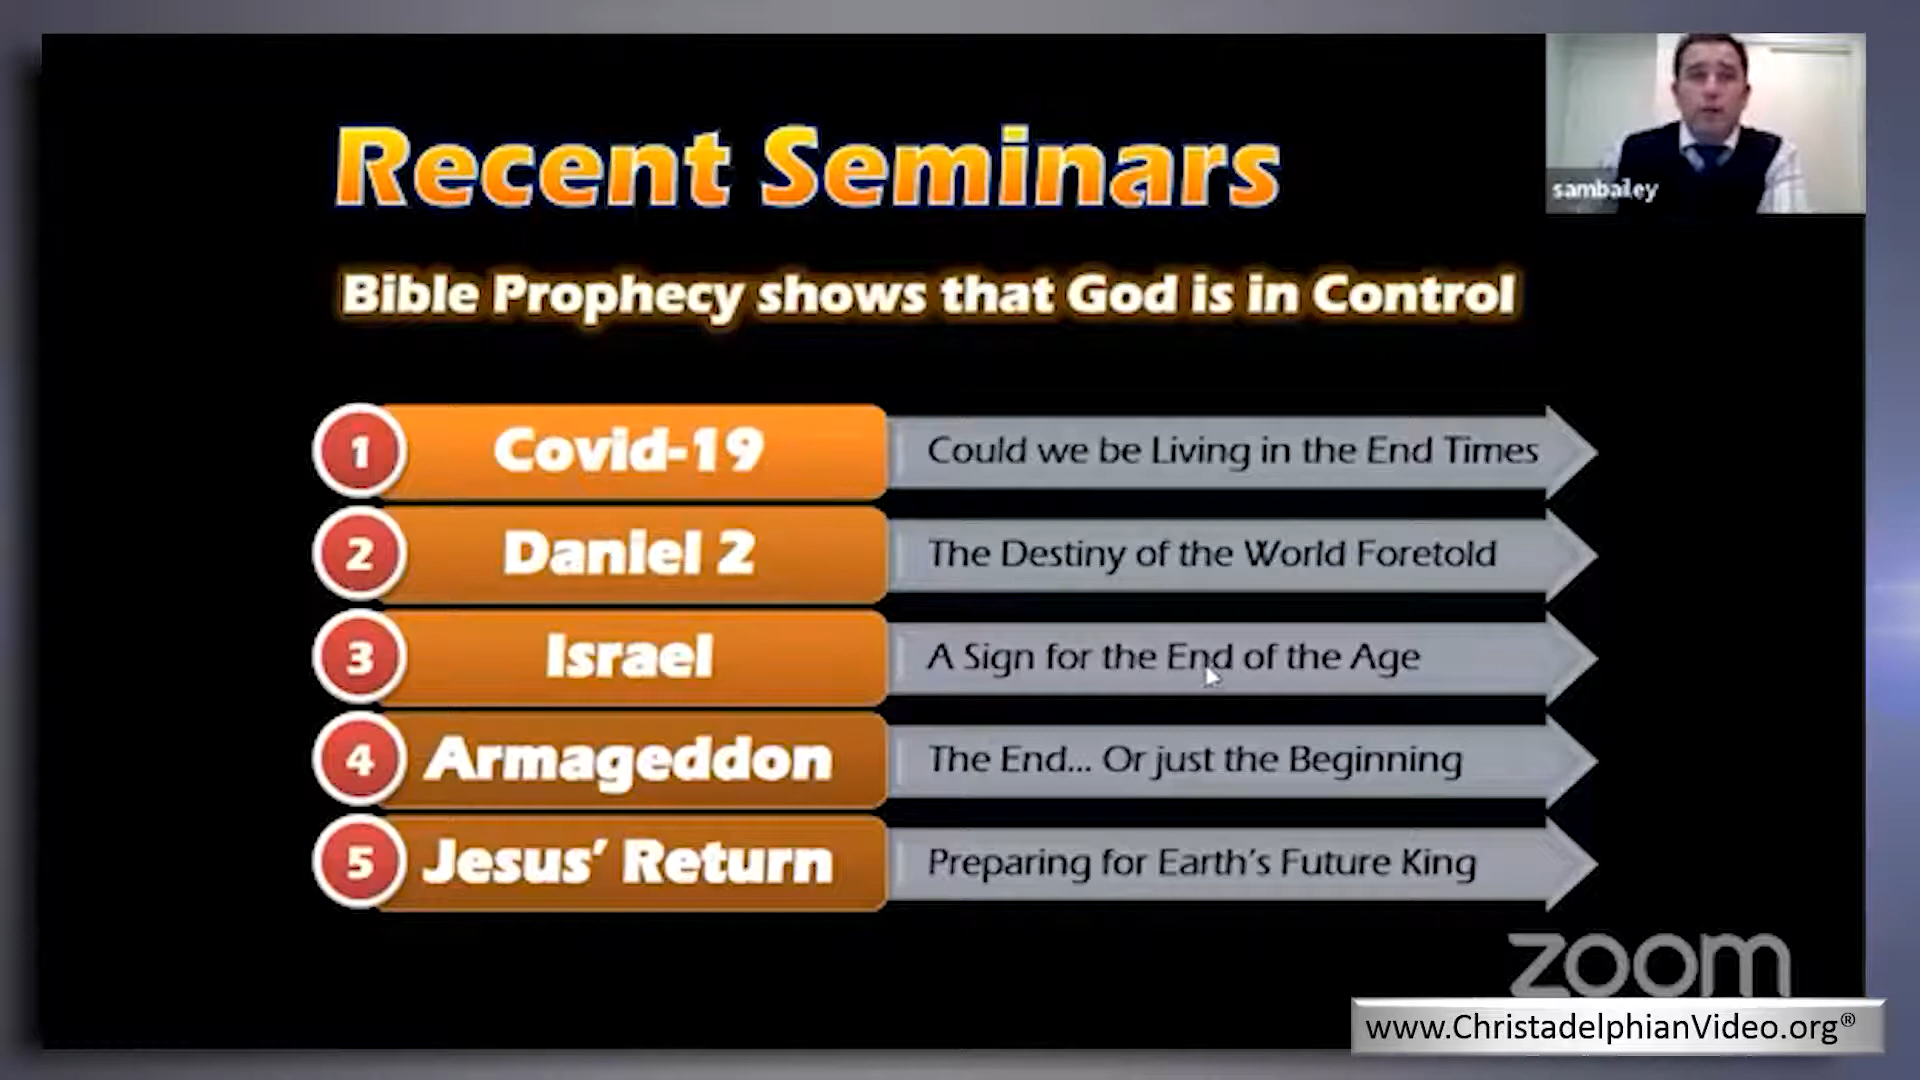 Recent Seminars
sambailey
Bible Prophecy shows that God is in Control
1 Covid-19 Could we be Living in the End Times
2 Daniel 2 The Destiny of the World Foretold
3 Israel A Sign for the End of the Age
4 Armageddon The End... Or just the Beginning
5 Jesus' Return Preparing for Earth's Future King
zoom
www.ChristadelphianVideo.org®